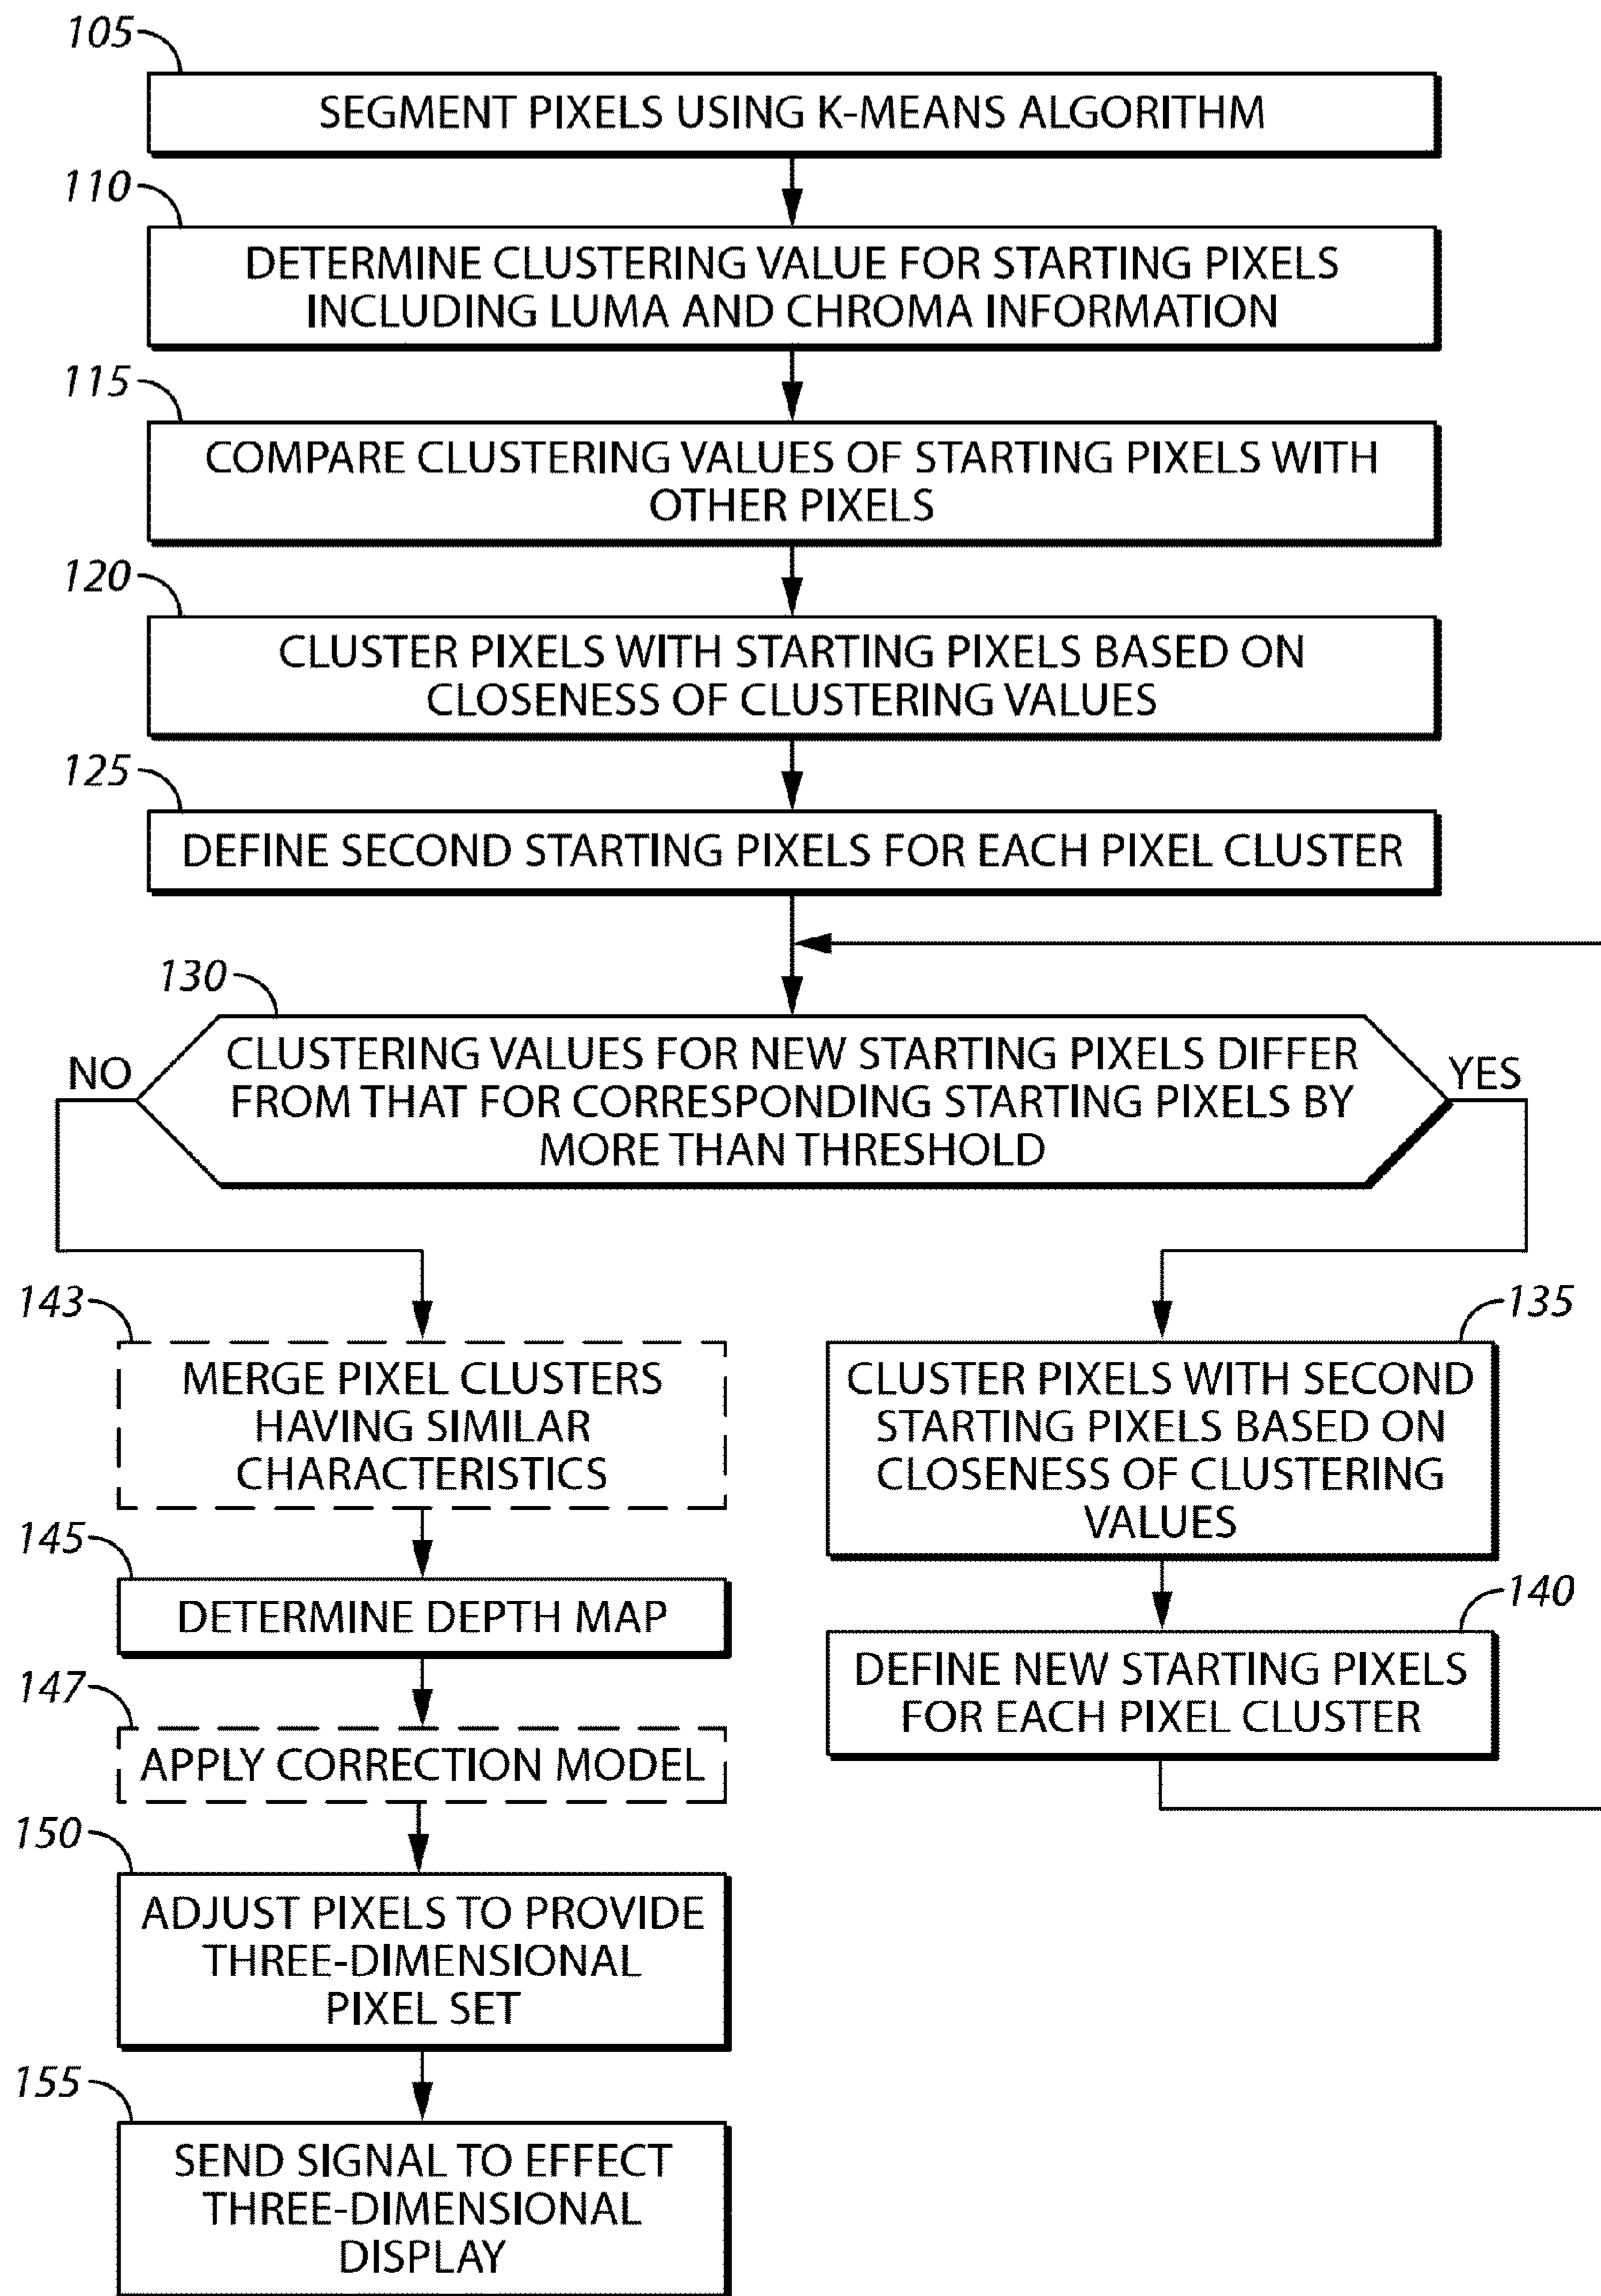 105
SEGMENT PIXELS USING K-MEANS ALGORITHM
110
DETERMINE CLUSTERING VALUE FOR STARTING PIXELS
INCLUDING LUMA AND CHROMA INFORMATION
115
COMPARE CLUSTERING VALUES OF STARTING PIXELS WITH
OTHER PIXELS
120
CLUSTER PIXELS WITH STARTING PIXELS BASED ON
CLOSENESS OF CLUSTERING VALUES
125
DEFINE SECOND STARTING PIXELS FOR EACH PIXEL CLUSTER
130
NO
CLUSTERING VALUES FOR NEW STARTING PIXELS DIFFER
FROM THAT FOR CORRESPONDING STARTING PIXELS BY
MORE THAN THRESHOLD
YES
143
MERGE PIXEL CLUSTERS
HAVING SIMILAR
CHARACTERISTICS
145
DETERMINE DEPTH MAP
147
APPLY CORRECTION MODEL
150
ADJUST PIXELS TO PROVIDE
THREE-DIMENSIONAL
PIXEL SET
155
SEND SIGNAL TO EFFECT
THREE-DIMENSIONAL
DISPLAY
135
CLUSTER PIXELS WITH SECOND
STARTING PIXELS BASED ON
CLOSENESS OF CLUSTERING
VALUES
140
DEFINE NEW STARTING PIXELS
FOR EACH PIXEL CLUSTER